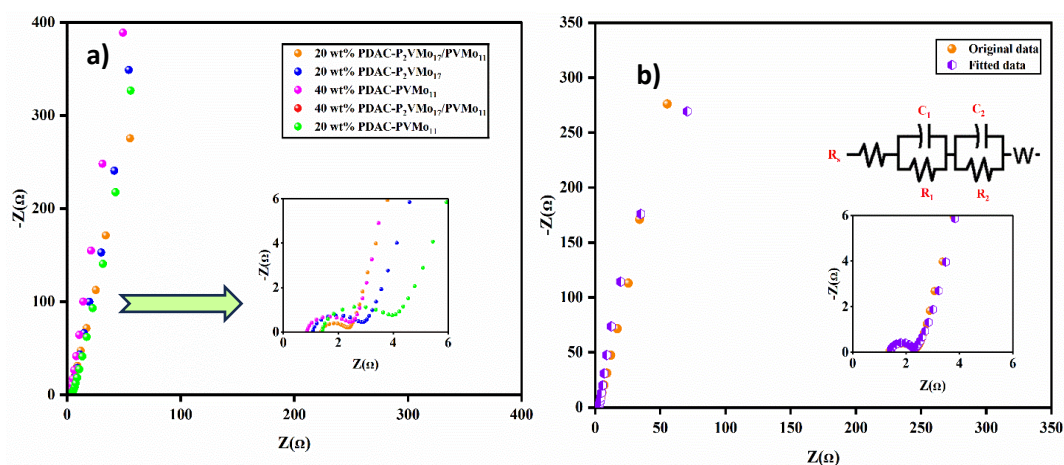 a)
400
300
200
100
0
-Z(Ω)
20 wt% PDAC-P₂VMo₁₇/PVMo₁₁
20 wt% PDAC-P₂VMo₁₇
40 wt% PDAC-PVMo₁₁
40 wt% PDAC-P₂VMo₁₇/PVMo₁₁
20 wt% PDAC-PVMo₁₁
6
4
2
0
-Z(Ω)
0 2 4 6
Z(Ω)
0 100 200 300 400
Z(Ω)
b)
350
300
250
200
150
100
50
0
-Z(Ω)
Original data
Fitted data
C₁ C₂
Rₛ W
R₁ R₂
6
4
2
0
-Z(Ω)
0 2 4 6
Z(Ω)
0 50 100 150 200 250 300 350
Z(Ω)